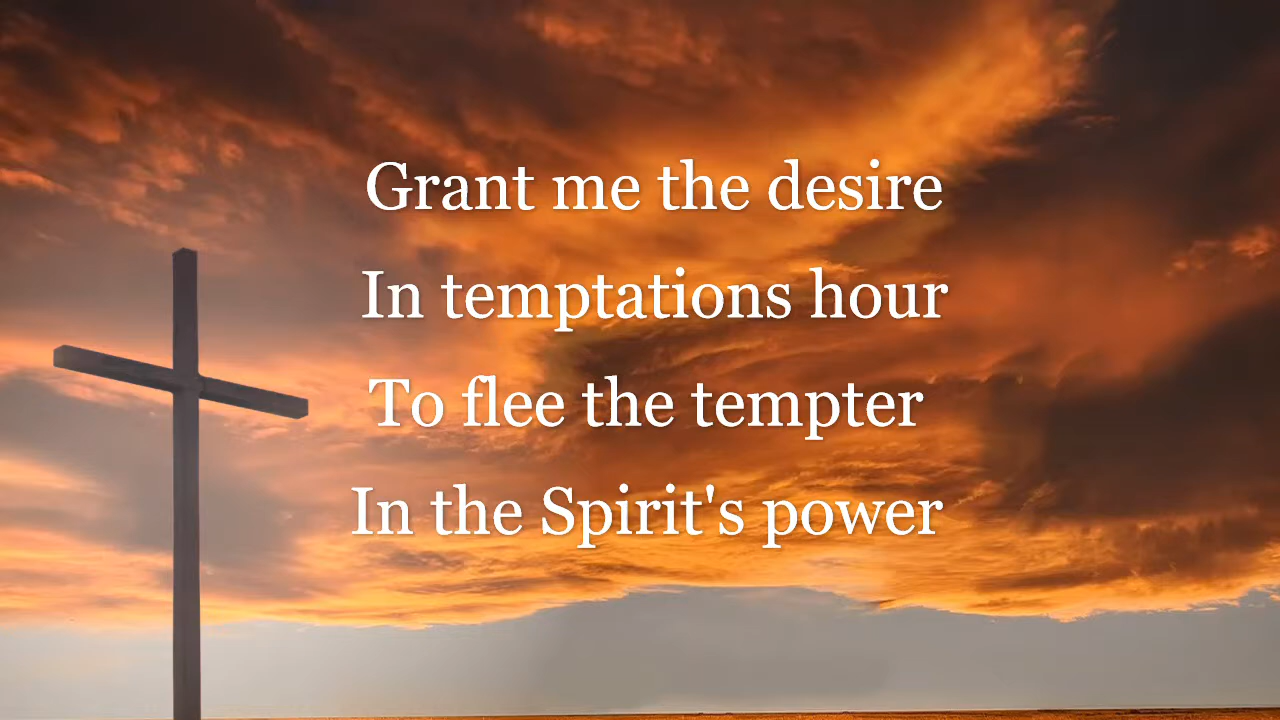 Grant me the desire
In temptations hour
To flee the tempter
In the Spirit's power